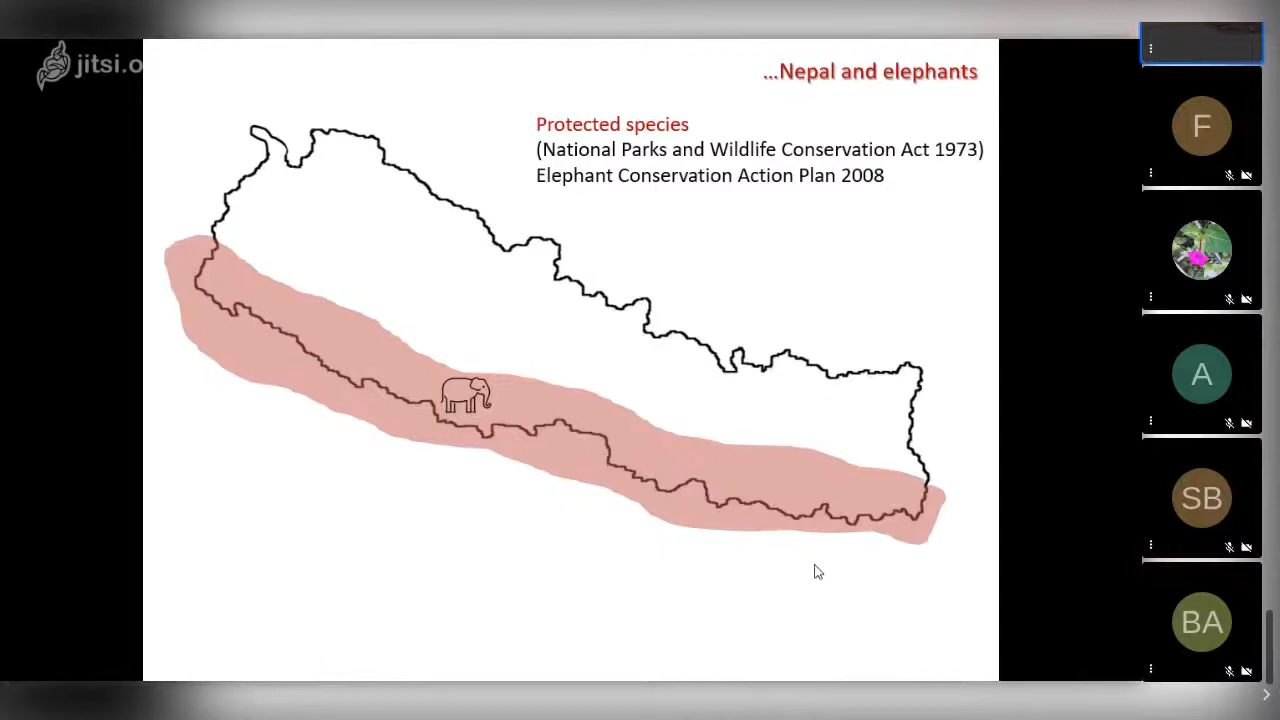 jitsi.o
...Nepal and elephants
Protected species
(National Parks and Wildlife Conservation Act 1973)
Elephant Conservation Action Plan 2008
F
A
SB
BA